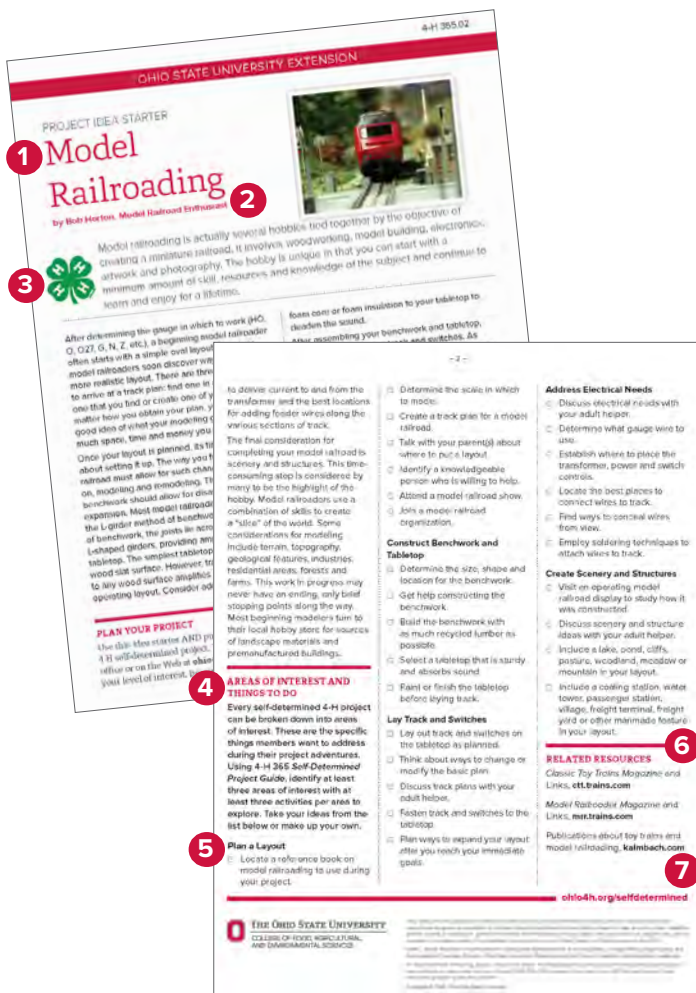 4-H 365.02
OHIO STATE UNIVERSITY EXTENSION
PROJECT IDEA STARTER
1
Model
Railroading
2
by Bob Horton, Model Railroad Enthusiast
3
H H H H
Model railroading is actually several hobbies tied together by the objective of
creating a miniature railroad. It involves woodworking, model building, electronics,
artwork and photography. The hobby is unique in that you can start with a
minimum amount of skill, resources and knowledge of the subject and continue to
learn and enjoy for a lifetime.
After determining the gauge in which to work (HO,
O, O27, G, N, Z, etc.), a beginning model railroader
often starts with a simple oval layout
model railroaders soon discover
more realistic layout. There are three
to arrive at a track plan: find one in
one that you find or create one of
matter how you obtain your plan,
good idea of what your modeling
much space, time and money you
Once your layout is planned, its
about setting it up. The way you
railroad must allow for such
on, modeling and remodeling.
benchwork should allow for
expansion. Most model
the L-girder method of
of benchwork, the joists lie
L-shaped girders, providing
tabletop. The simplest tabletop
wood slat surface. However,
to any wood surface amplifies
operating layout. Consider
foam core or foam insulation to your tabletop to
deaden the sound.
After assembling your benchwork and tabletop,
track and switches. As
PLAN YOUR PROJECT
Use this idea starter AND
4-H self-determined project.
office or on the Web at
your level of interest,
– 2 –
to deliver current to and from the
transformer and the best locations
for adding feeder wires along the
various sections of track.
The final consideration for
completing your model railroad is
scenery and structures. This time-
consuming step is considered by
many to be the highlight of the
hobby. Model railroaders use a
combination of skills to create
a "slice" of the world. Some
considerations for modeling
include terrain, topography,
geological features, industries,
residential areas, forests and
farms. This work in progress may
never have an ending, only brief
stopping points along the way.
Most beginning modelers turn to
their local hobby store for sources
of landscape materials and
premanufactured buildings.
4
AREAS OF INTEREST AND
THINGS TO DO
Every self-determined 4-H project
can be broken down into areas
of interest. These are the specific
things members want to address
during their project adventures.
Using 4-H 365 Self-Determined
Project Guide, identify at least
three areas of interest with at
least three activities per area to
explore. Take your ideas from the
list below or make up your own.
5
Plan a Layout
Locate a reference book on
model railroading to use during
your project.
Determine the scale in which
to model.
Create a track plan for a model
railroad.
Talk with your parent(s) about
where to put a layout.
Identify a knowledgeable
person who is willing to help.
Attend a model railroad show.
Join a model railroad
organization.
Construct Benchwork and
Tabletop
Determine the size, shape and
location for the benchwork.
Get help constructing the
benchwork.
Build the benchwork with
as much recycled lumber as
possible.
Select a tabletop that is sturdy
and absorbs sound.
Paint or finish the tabletop
before laying track.
Lay Track and Switches
Lay out track and switches on
the tabletop as planned.
Think about ways to change or
modify the basic plan.
Discuss track plans with your
adult helper.
Fasten track and switches to the
tabletop.
Plan ways to expand your layout
after you reach your immediate
goals.
Address Electrical Needs
Discuss electrical needs with
your adult helper.
Determine what gauge wire to
use.
Establish where to place the
transformer, power and switch
controls.
Locate the best places to
connect wires to track.
Find ways to conceal wires
from view.
Employ soldering techniques to
attach wires to track.
Create Scenery and Structures
Visit an operating model
railroad display to study how it
was constructed.
Discuss scenery and structure
ideas with your adult helper.
Include a lake, pond, cliffs,
pasture, woodland, meadow or
mountain in your layout.
Include a coaling station, water
tower, passenger station,
village, freight terminal, freight
yard or other manmade feature
in your layout.
6
RELATED RESOURCES
Classic Toy Trains Magazine and
Links, ctt.trains.com
Model Railroader Magazine and
Links, mrr.trains.com
Publications about toy trains and
model railroading, kalmbach.com
7
ohio4h.org/selfdetermined
THE OHIO STATE UNIVERSITY
COLLEGE OF FOOD, AGRICULTURAL,
AND ENVIRONMENTAL SCIENCES